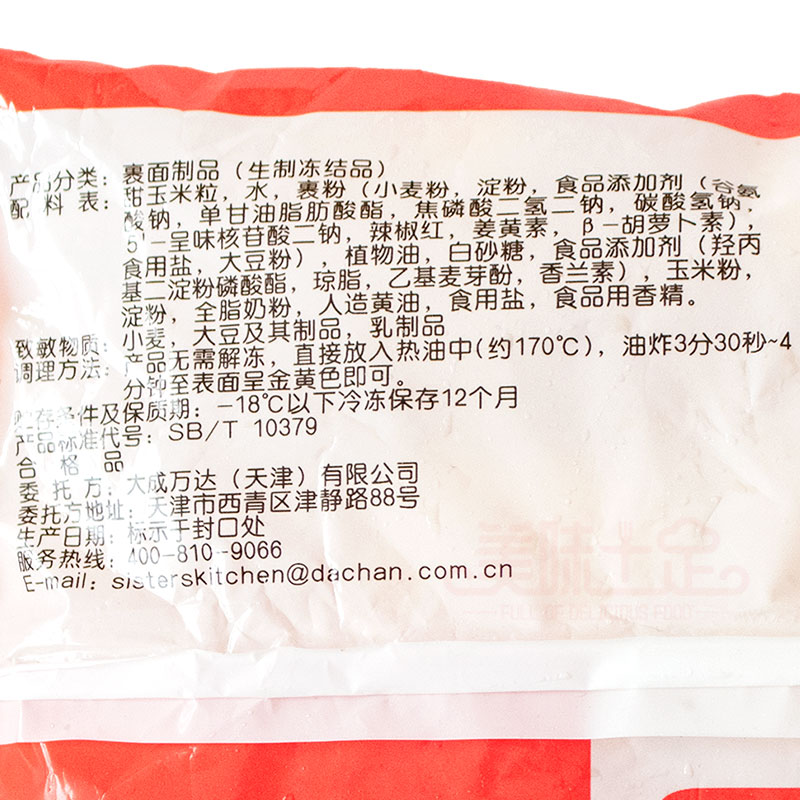 产品分类: 裹面制品（生制冻结品）
配料表: 甜玉米粒，水，裹粉（小麦粉，淀粉，食品添加剂（谷氨
酸钠，单甘油脂肪酸酯，焦磷酸二氢二钠，碳酸氢钠，
5'-呈味核苷酸二钠，辣椒红，姜黄素，β-胡萝卜素），
食用盐，大豆粉），植物油，白砂糖，食品添加剂（羟丙
基二淀粉磷酸酯，琼脂，乙基麦芽酚，香兰素），玉米粉，
淀粉，全脂奶粉，人造黄油，食用盐，食品用香精。
致敏物质: 小麦，大豆及其制品，乳制品
调理方法: 产品无需解冻，直接放入热油中(约170℃)，油炸3分30秒~4
分钟至表面呈金黄色即可。
贮存条件及保质期: -18℃以下冷冻保存12个月
产品标准代号: SB/T 10379
合格品
委托方: 大成万达（天津）有限公司
委托方地址: 天津市西青区津静路88号
生产日期: 标示于封口处
服务热线: 400-810-9066
E-mail: sisterskitchen@dachan.com.cn
美味十足
FULL OF DELICIOUS FOOD